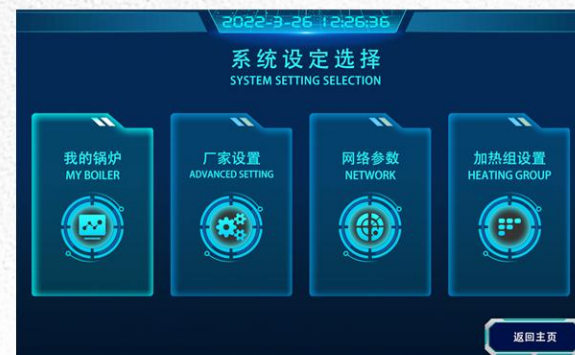 2022-3-26 12:26:36
系统设定选择
SYSTEM SETTING SELECTION
我的锅炉
MY BOILER
厂家设置
ADVANCED SETTING
网络参数
NETWORK
加热组设置
HEATING GROUP
返回主页